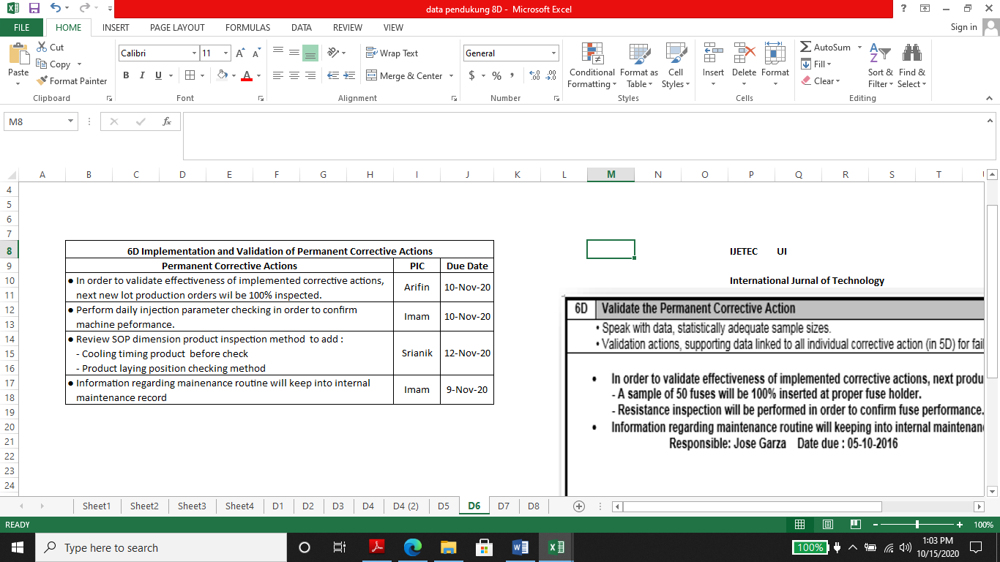 data pendukung 8D - Microsoft Excel
FILE HOME INSERT PAGE LAYOUT FORMULAS DATA REVIEW VIEW Sign in
Paste
Cut
Copy
Format Painter
Clipboard
Calibri 11
B I U
Font
Wrap Text
Merge & Center
Alignment
General
$ % ,
Number
Conditional Formatting
Format as Table
Cell Styles
Styles
Insert Delete Format
Cells
AutoSum
Fill
Clear
Sort & Filter
Find & Select
Editing
M8 fx
A B C D E F G H I J K L M N O P Q R S T
4
5
6
7
8
9
10
11
12
13
14
15
16
17
18
19
20
21
22
23
24
6D Implementation and Validation of Permanent Corrective Actions
Permanent Corrective Actions PIC Due Date
● In order to validate effectiveness of implemented corrective actions,
next new lot production orders wil be 100% inspected.
Arifin 10-Nov-20
● Perform daily injection parameter checking in order to confirm
machine peformance.
Imam 10-Nov-20
● Review SOP dimension product inspection method to add :
- Cooling timing product before check
- Product laying position checking method
Srianik 12-Nov-20
● Information regarding mainenance routine will keep into internal
maintenance record
Imam 9-Nov-20
IJETEC UI
International Jurnal of Technology
6D Validate the Permanent Corrective Action
• Speak with data, statistically adequate sample sizes.
• Validation actions, supporting data linked to all individual corrective action (in 5D) for fail
• In order to validate effectiveness of implemented corrective actions, next produ
- A sample of 50 fuses will be 100% inserted at proper fuse holder.
- Resistance inspection will be performed in order to confirm fuse performance.
• Information regarding maintenance routine will keeping into internal maintenan
Responsible: Jose Garza Date due : 05-10-2016
Sheet1 Sheet2 Sheet3 Sheet4 D1 D2 D3 D4 D4 (2) D5 D6 D7 D8
READY 100%
Type here to search
100%
1:03 PM
10/15/2020